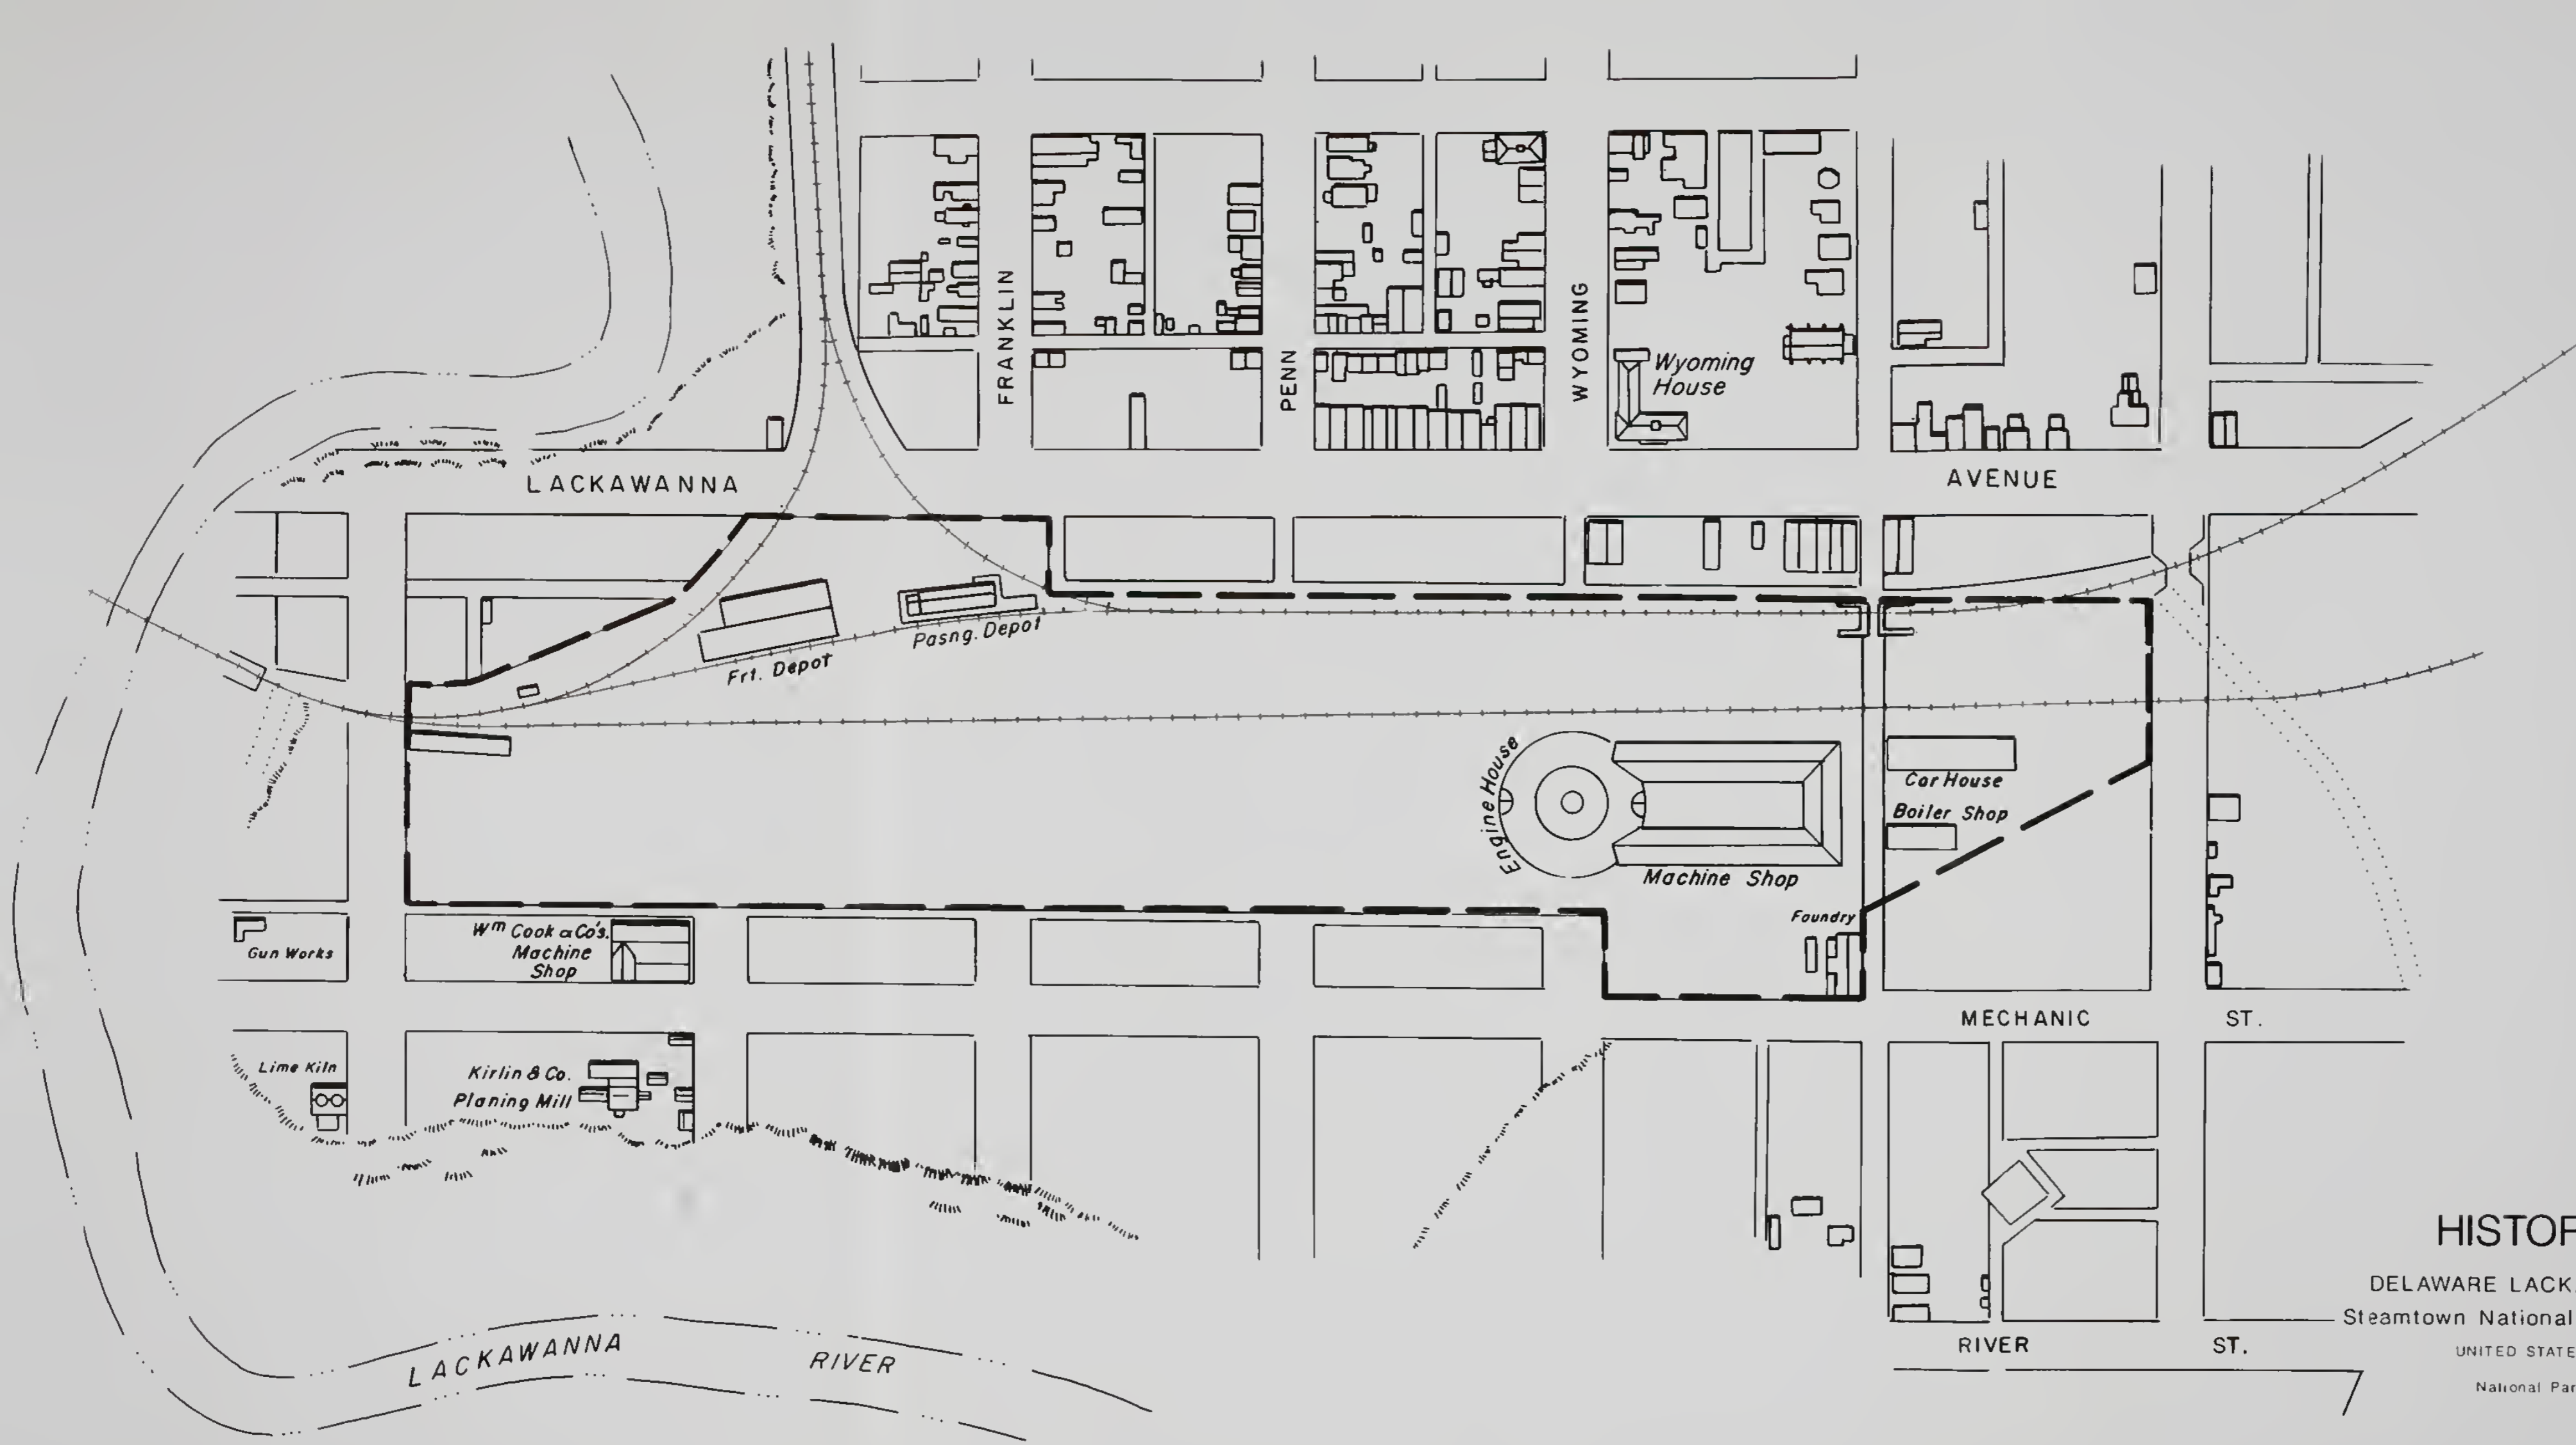 FRANKLIN
PENN
WYOMING
Wyoming
House
LACKAWANNA
AVENUE
Pasng. Depot
Frt. Depot
Engine House
Machine Shop
Car House
Boiler Shop
Foundry
Wm Cook & Co's.
Machine
Shop
Gun Works
MECHANIC ST.
Lime Kiln
Kirlin & Co.
Planing Mill
HISTOR
DELAWARE LACK
Steamtown National
RIVER ST.
UNITED STATE
National Par
LACKAWANNA RIVER